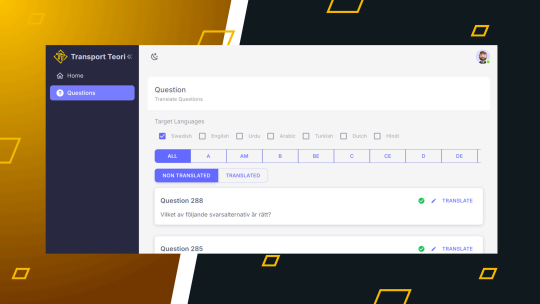 Transport Teori
Home
Questions
Question
Translate Questions
Target Languages
Swedish English Urdu Arabic Turkish Dutch Hindi
ALL A AM B BE C CE D DE
NON TRANSLATED TRANSLATED
Question 288 TRANSLATE
Vilket av följande svarsalternativ är rätt?
Question 285 TRANSLATE